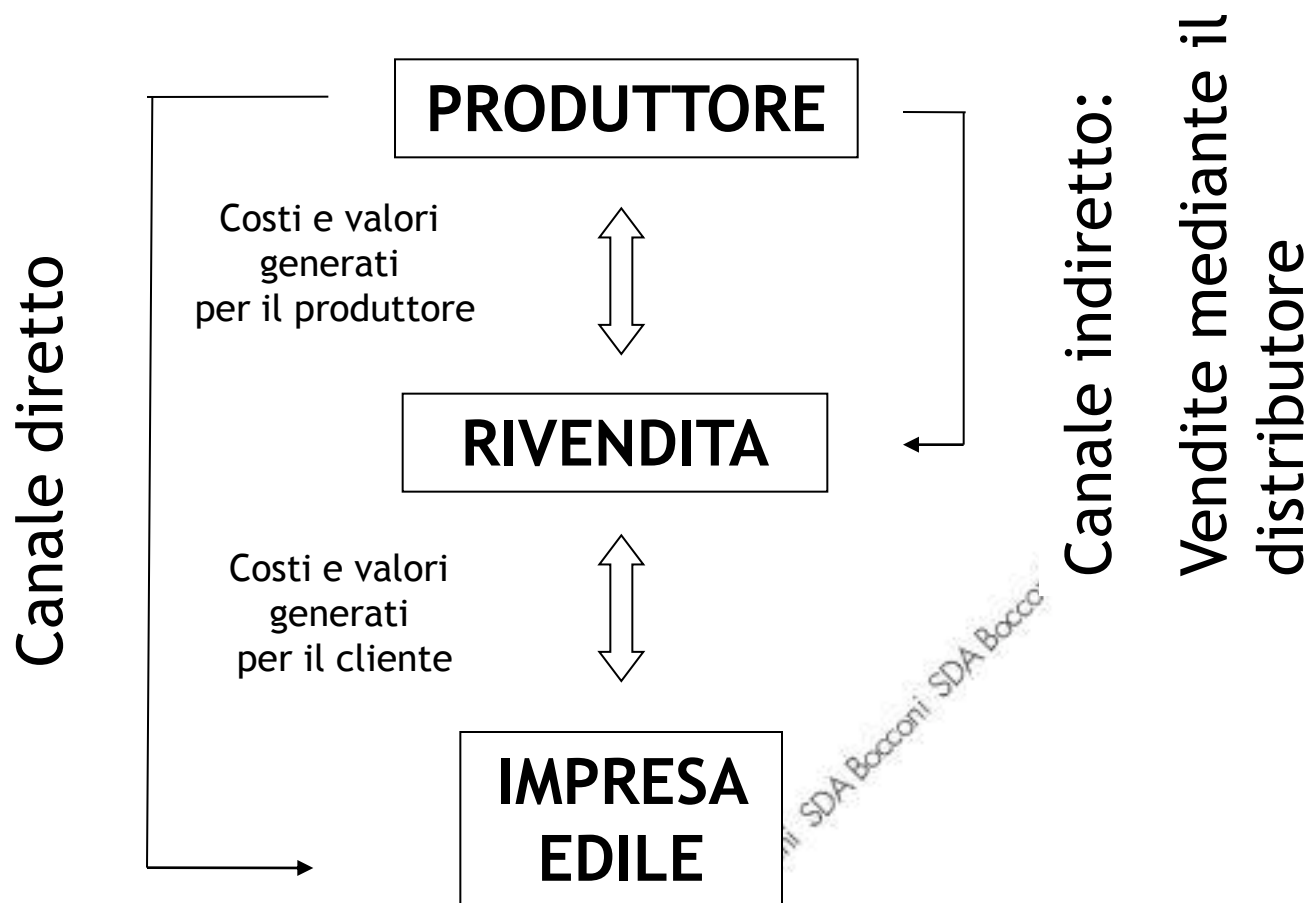 PRODUTTORE
Costi e valori
generati
per il produttore
Canale diretto
RIVENDITA
Canale indiretto:
Vendite mediante il
distributore
Costi e valori
generati
per il cliente
IMPRESA
EDILE
SDA Bocconi SDA